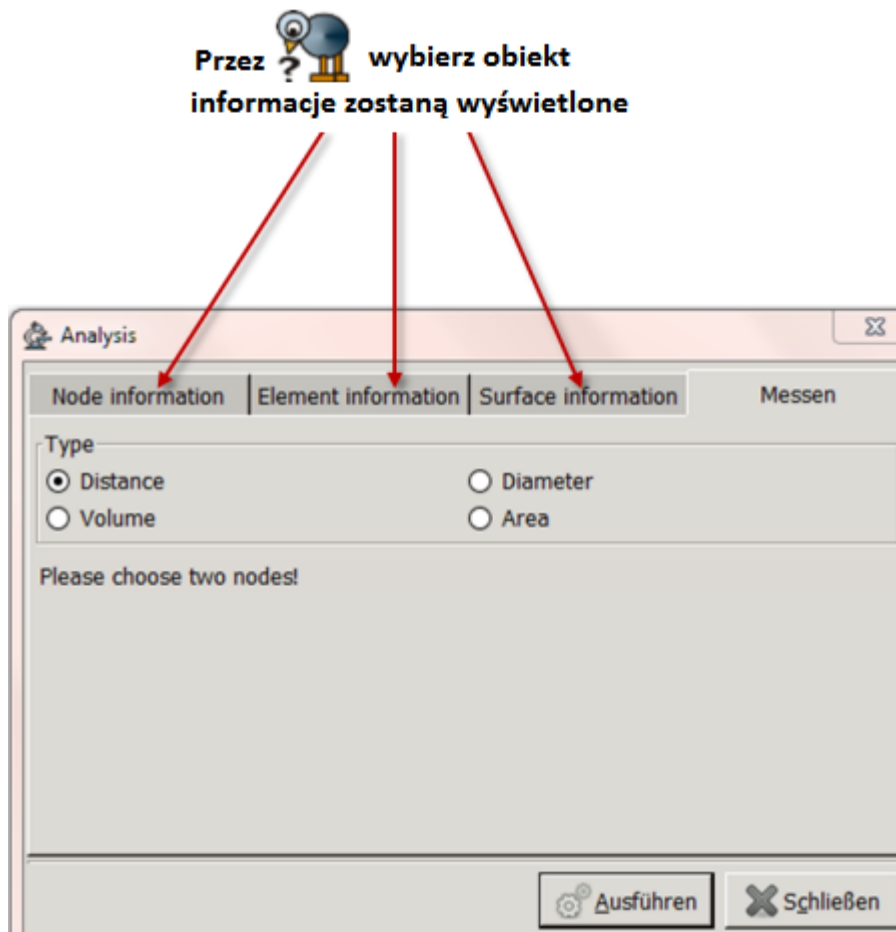 Przez ? wybierz obiekt
informacje zostaną wyświetlone
Analysis
Node information Element information Surface information Messen
Type
Distance Diameter
Volume Area
Please choose two nodes!
Ausführen Schließen